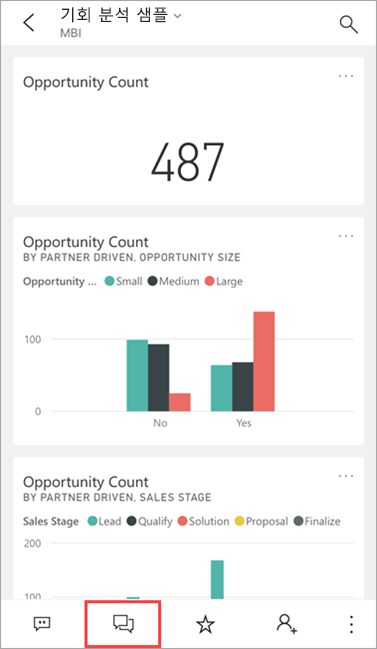 기회 분석 샘플
MBI
Opportunity Count
487
Opportunity Count
BY PARTNER DRIVEN, OPPORTUNITY SIZE
Opportunity ... Small Medium Large
100
0
No Yes
Opportunity Count
BY PARTNER DRIVEN, SALES STAGE
Sales Stage Lead Qualify Solution Proposal Finalize
200
100